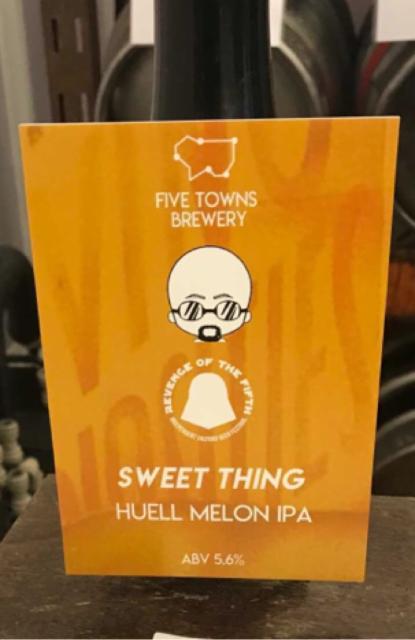 FIVE TOWNS
BREWERY
REVENGE OF THE FIFTH
SWEET THING
HUELL MELON IPA
ABV 5.6%